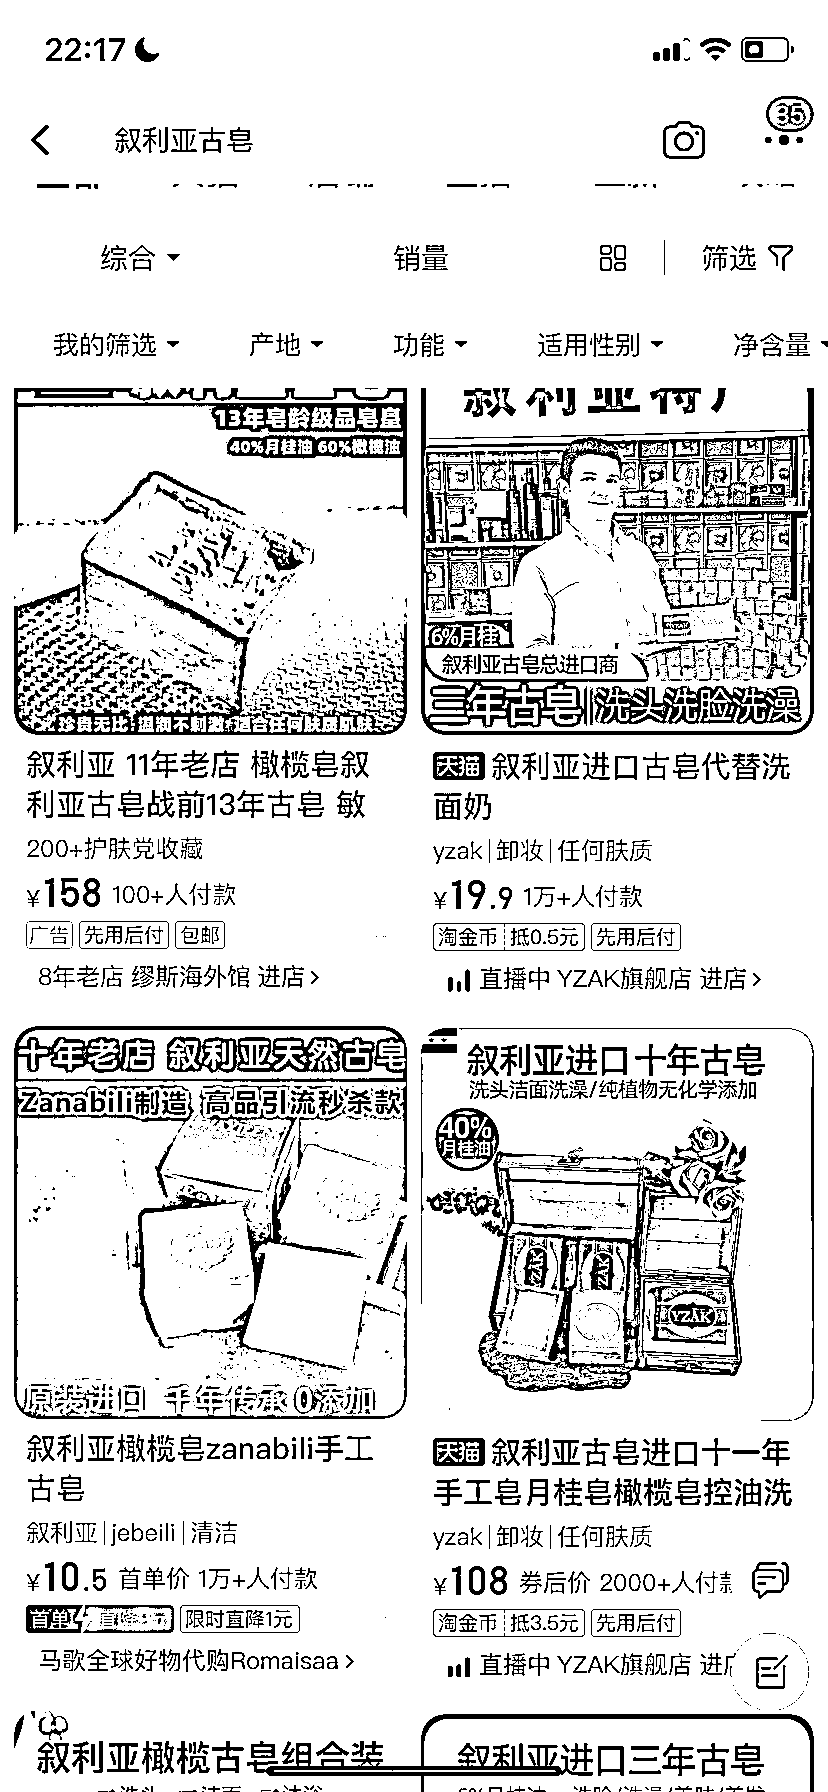 22:17
叙利亚古皂
35
综合
销量
筛选
我的筛选
产地
功能
适用性别
净含量
13年皂龄级品皂皇
40%月桂油 60%橄榄油
叙利亚 11年老店 橄榄皂叙
利亚古皂战前13年古皂 敏
200+护肤党收藏
¥158 100+人付款
广告 先用后付 包邮
8年老店 缪斯海外馆 进店
叙利亚特产
6%月桂
叙利亚古皂总进口商
三年古皂 洗头洗脸洗澡
天猫 叙利亚进口古皂代替洗
面奶
yzak|卸妆|任何肤质
¥19.9 1万+人付款
淘金币 抵0.5元 先用后付
直播中 YZAK旗舰店 进店
十年老店 叙利亚天然古皂
Zanabili制造 高品引流秒杀款
原装进口 千年传承 0添加
叙利亚橄榄皂zanabili手工
古皂
叙利亚|jebeili|清洁
¥10.5 首单价 1万+人付款
首单 限时直降1元
马歌全球好物代购Romaisaa
叙利亚进口十年古皂
洗头洁面洗澡/纯植物无化学添加
40%
月桂油
YZAK
YZAK
YZAK
天猫 叙利亚古皂进口十一年
手工皂月桂皂橄榄皂控油洗
yzak|卸妆|任何肤质
¥108 券后价 2000+人付款
淘金币 抵3.5元 先用后付
直播中 YZAK旗舰店 进店
叙利亚橄榄古皂组合装
叙利亚进口三年古皂